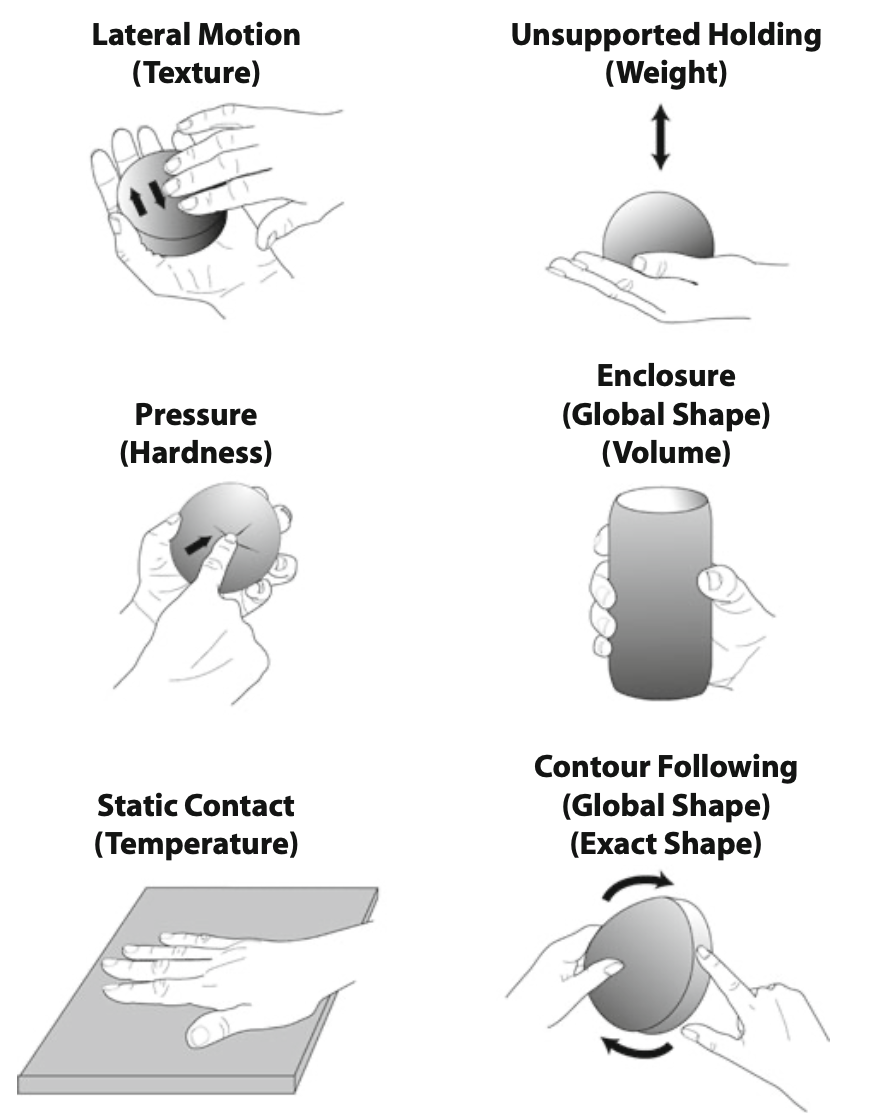 Lateral Motion
(Texture)
Unsupported Holding
(Weight)
Pressure
(Hardness)
Enclosure
(Global Shape)
(Volume)
Static Contact
(Temperature)
Contour Following
(Global Shape)
(Exact Shape)